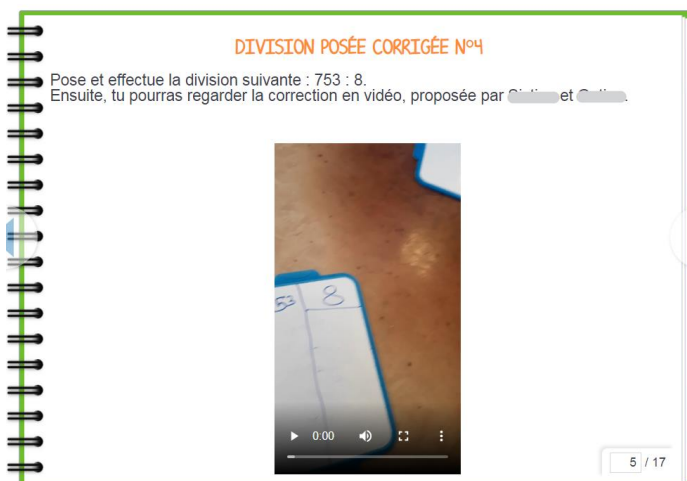 DIVISION POSÉE CORRIGÉE N°4
Pose et effectue la division suivante : 753 : 8.
Ensuite, tu pourras regarder la correction en vidéo, proposée par et .
53 8
0:00
5 / 17